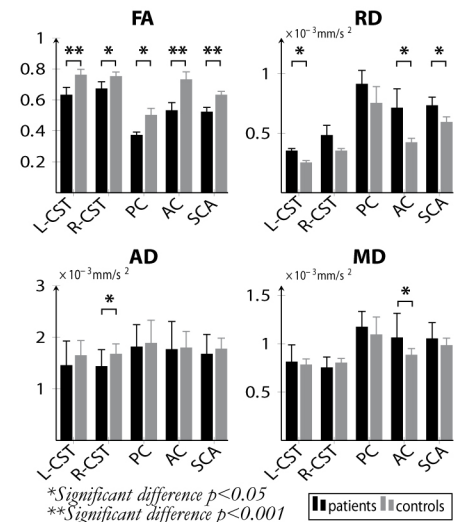 FA
1
0.8
0.6
0.4
0.2
** * * ** **
L-CST R-CST PC AC SCA
RD
×10⁻³mm/s ²
1
0.5
* * *
L-CST R-CST PC AC SCA
AD
×10⁻³mm/s ²
3
2
1
*
L-CST R-CST PC AC SCA
MD
×10⁻³mm/s ²
1.5
1
0.5
*
L-CST R-CST PC AC SCA
*Significant difference p<0.05
**Significant difference p<0.001
patients controls